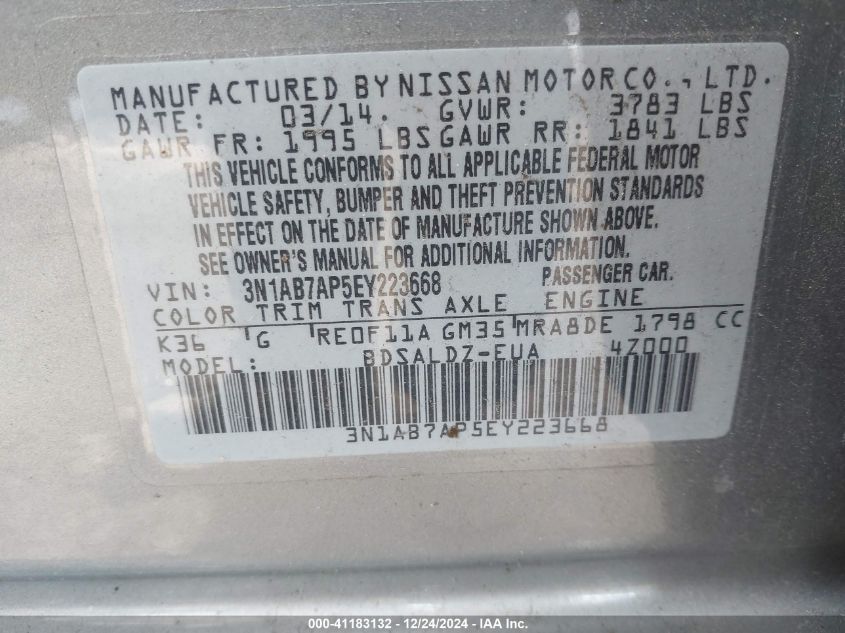 MANUFACTURED BY NISSAN MOTOR CO., LTD.
DATE: 03/14. GVWR: 3783 LBS
GAWR FR: 1995 LBS GAWR RR: 1841 LBS
THIS VEHICLE CONFORMS TO ALL APPLICABLE FEDERAL MOTOR
VEHICLE SAFETY, BUMPER AND THEFT PREVENTION STANDARDS
IN EFFECT ON THE DATE OF MANUFACTURE SHOWN ABOVE.
SEE OWNER'S MANUAL FOR ADDITIONAL INFORMATION.
VIN: 3N1AB7AP5EY223668 PASSENGER CAR.
COLOR TRIM TRANS AXLE ENGINE
K36 G RE0F11A GM35 MRA8DE 1798 CC
MODEL: BDSALDZ-EUA 4Z000
3N1AB7AP5EY223668
000-41183132 - 12/24/2024 - IAA Inc.